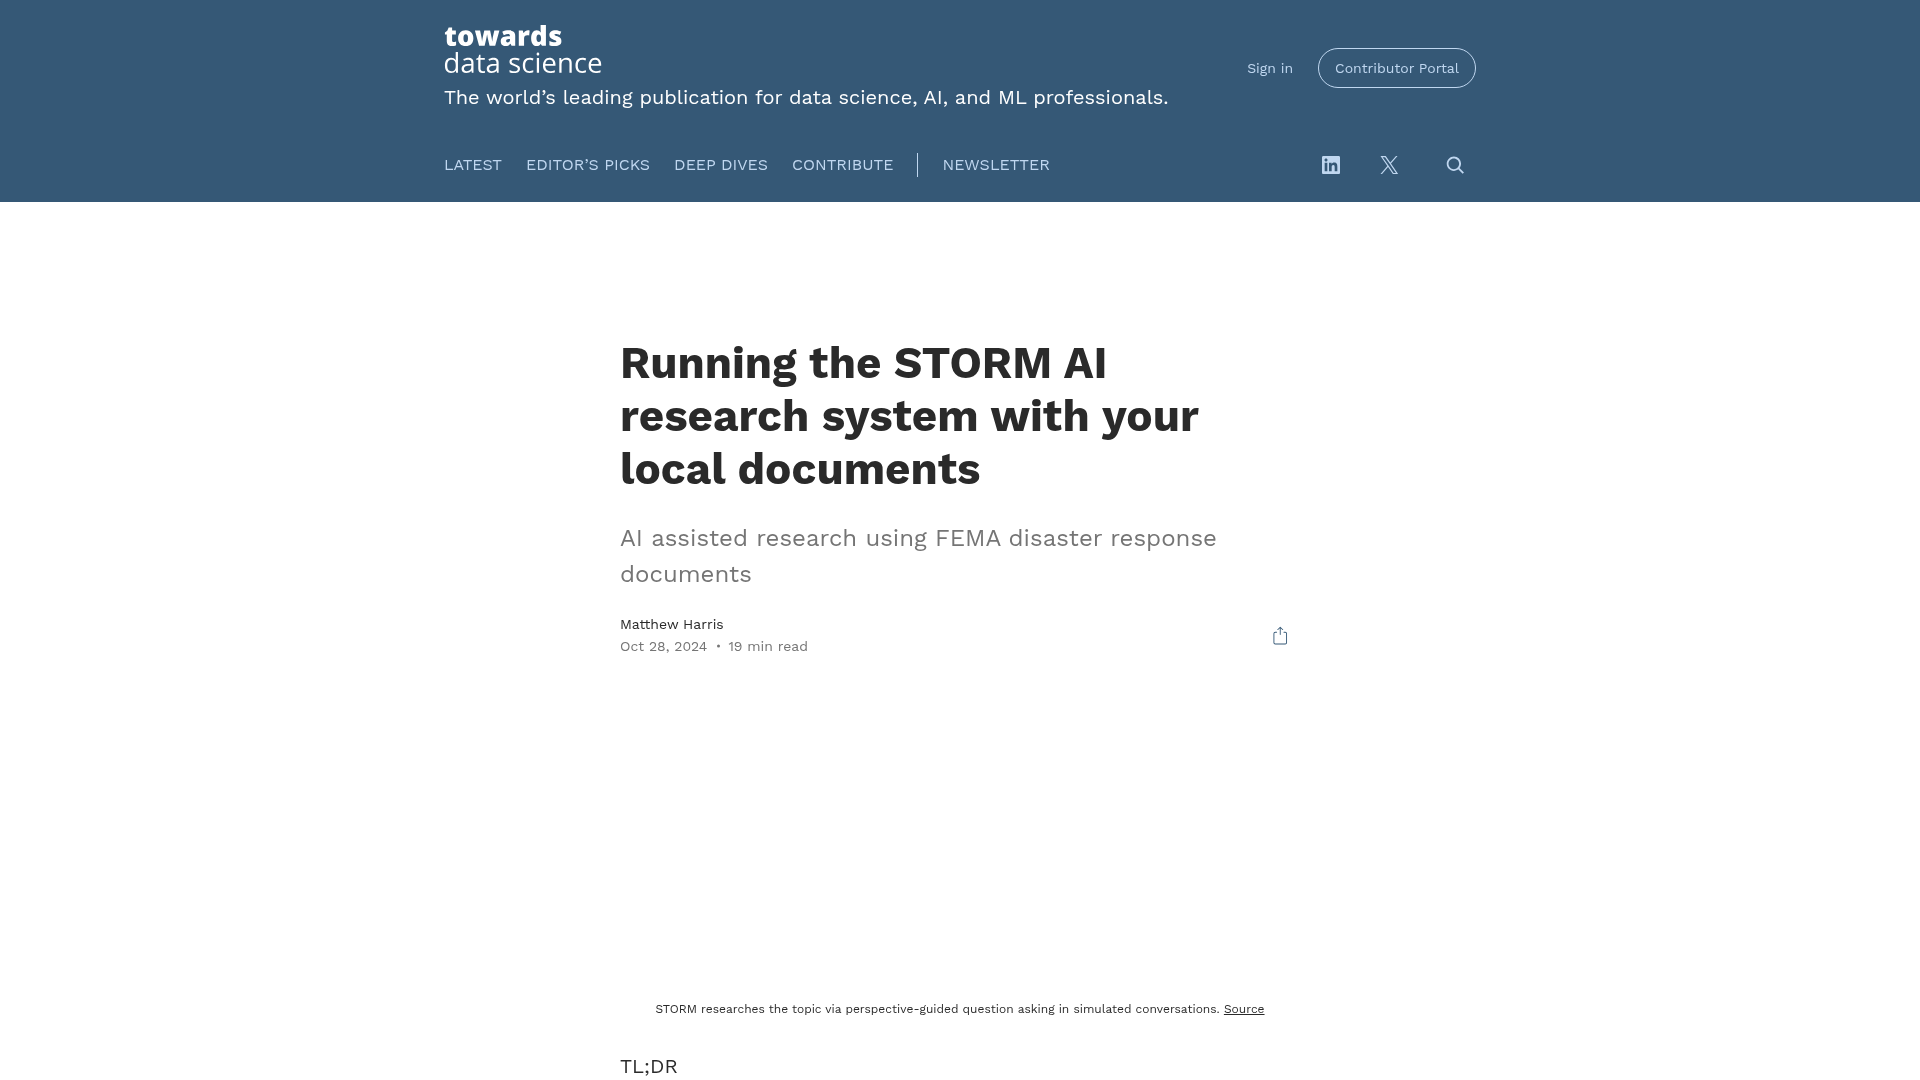 towards
data science
The world’s leading publication for data science, AI, and ML professionals.
Sign in
Contributor Portal
LATEST
EDITOR’S PICKS
DEEP DIVES
CONTRIBUTE
NEWSLETTER
Running the STORM AI
research system with your
local documents
AI assisted research using FEMA disaster response
documents
Matthew Harris
Oct 28, 2024 • 19 min read
STORM researches the topic via perspective-guided question asking in simulated conversations. Source
TL;DR